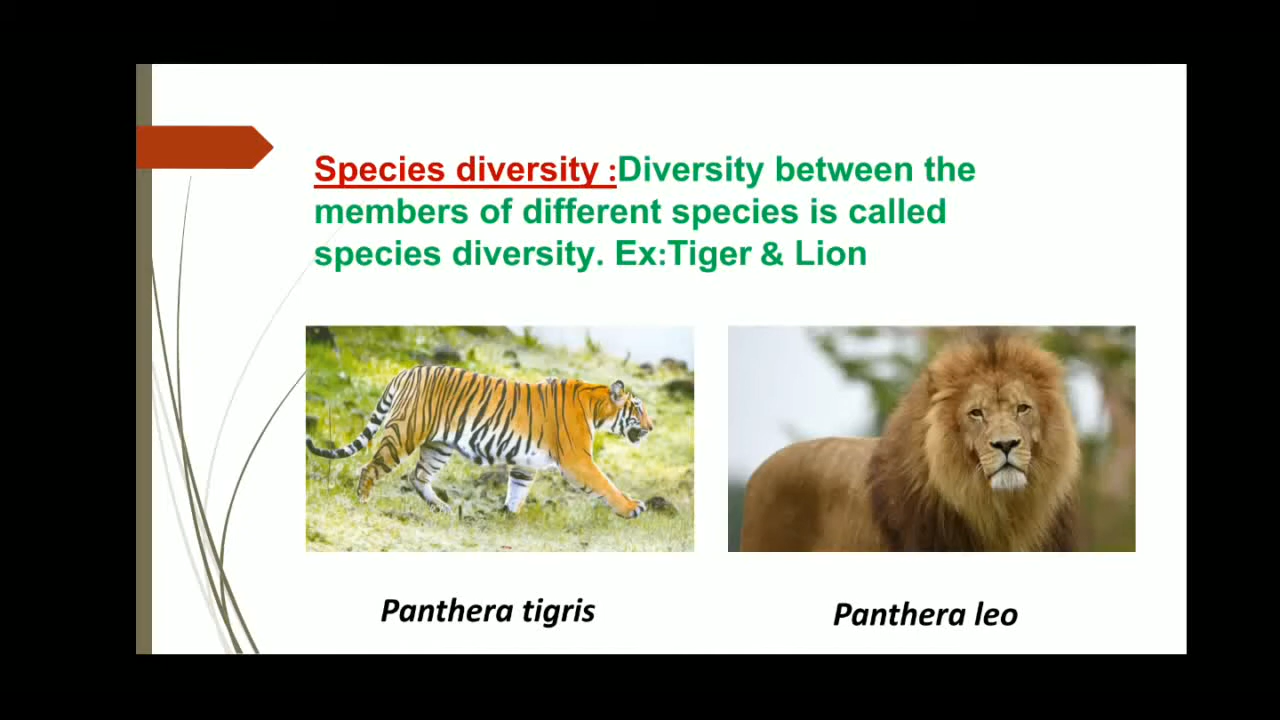 Species diversity :Diversity between the
members of different species is called
species diversity. Ex:Tiger & Lion
Panthera tigris
Panthera leo